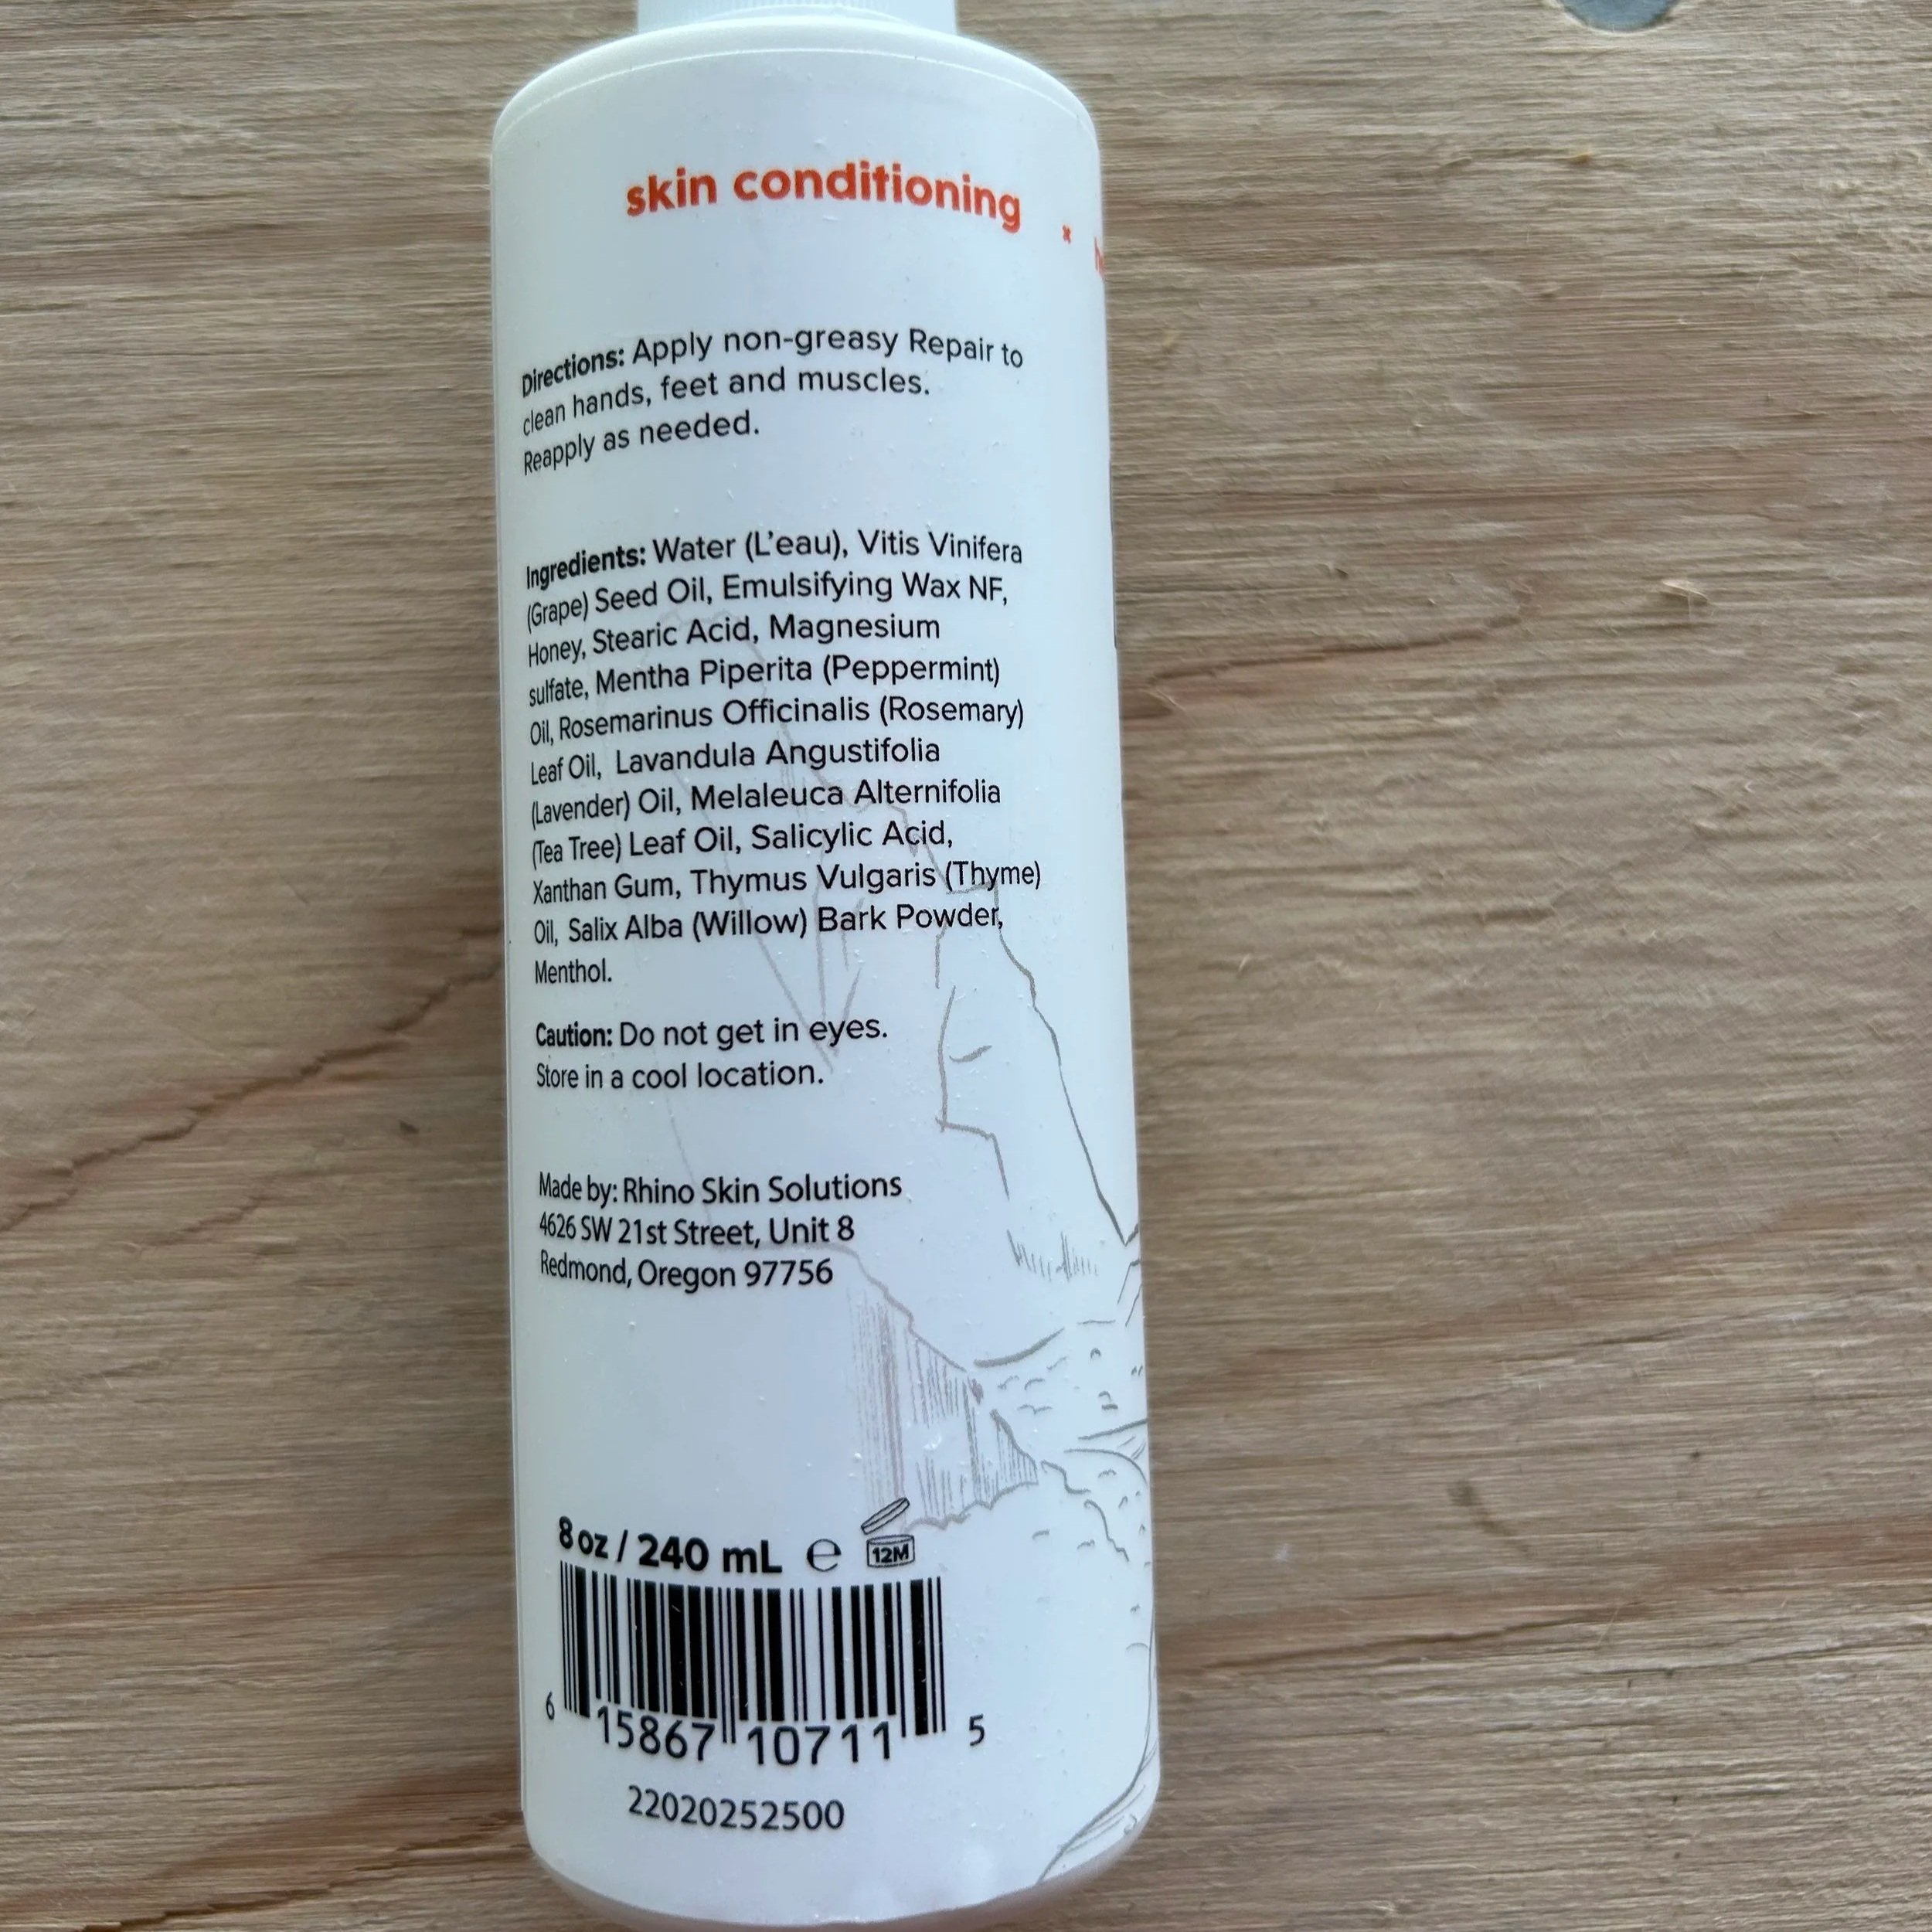 skin conditioning
Directions: Apply non-greasy Repair to
clean hands, feet and muscles.
Reapply as needed.
Ingredients: Water (L'eau), Vitis Vinifera
(Grape) Seed Oil, Emulsifying Wax NF,
Honey, Stearic Acid, Magnesium
sulfate, Mentha Piperita (Peppermint)
Oil, Rosemarinus Officinalis (Rosemary)
Leaf Oil, Lavandula Angustifolia
(Lavender) Oil, Melaleuca Alternifolia
(Tea Tree) Leaf Oil, Salicylic Acid,
Xanthan Gum, Thymus Vulgaris (Thyme)
Oil, Salix Alba (Willow) Bark Powder,
Menthol.
Caution: Do not get in eyes.
Store in a cool location.
Made by: Rhino Skin Solutions
4626 SW 21st Street, Unit 8
Redmond, Oregon 97756
8 oz / 240 mL ℮ 12M
6 15867 10711 5
22020252500